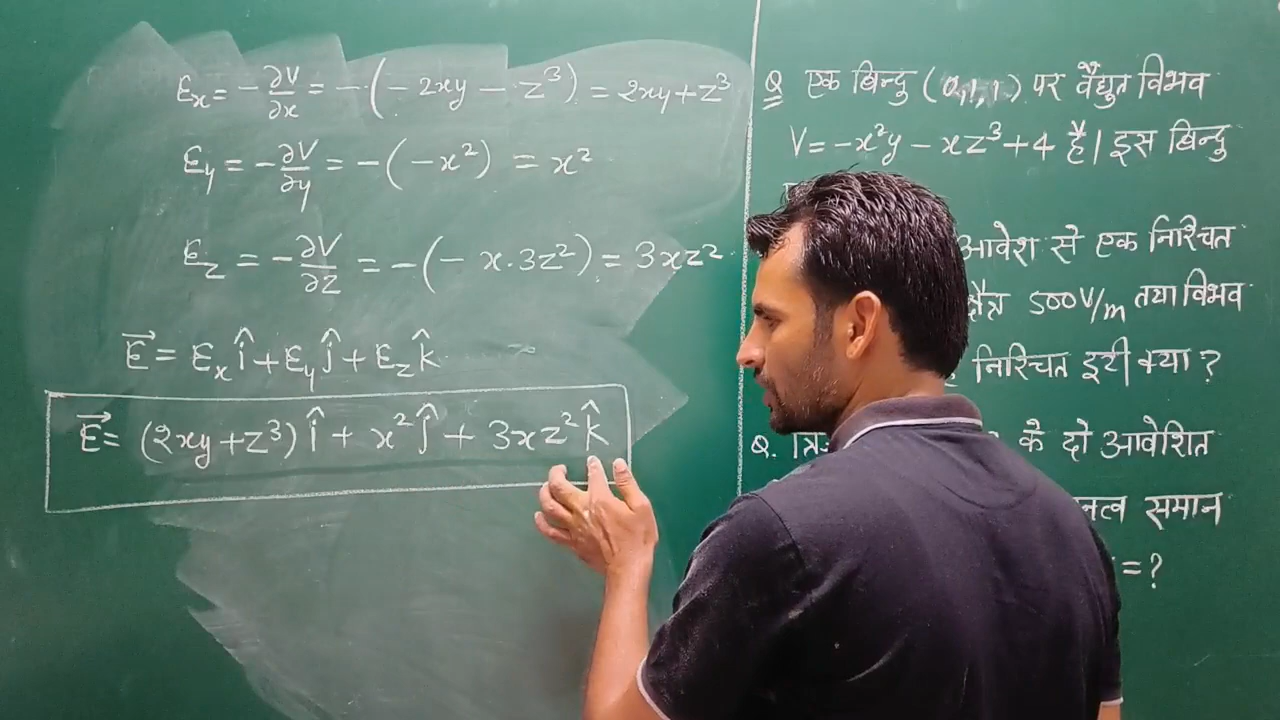 Ex = -∂V/∂x = -(-2xy - z³) = 2xy+z³
Ey = -∂V/∂y = -(-x²) = x²
Ez = -∂V/∂z = -(- x.3z²) = 3xz²
E⃗ = Ex î + Ey ĵ + Ez k̂
E⃗ = (2xy+z³) î + x² ĵ + 3xz² k̂
Q एक बिन्दु (0,1,1) पर वैद्युत विभव
V = -x²y - xz³+4 है। इस बिन्दु
आवेश से एक निश्चित
क्षेत्र 500V/m तथा विभव
निश्चित दूरी क्या ?
Q. के दो आवेशित
समान
= ?